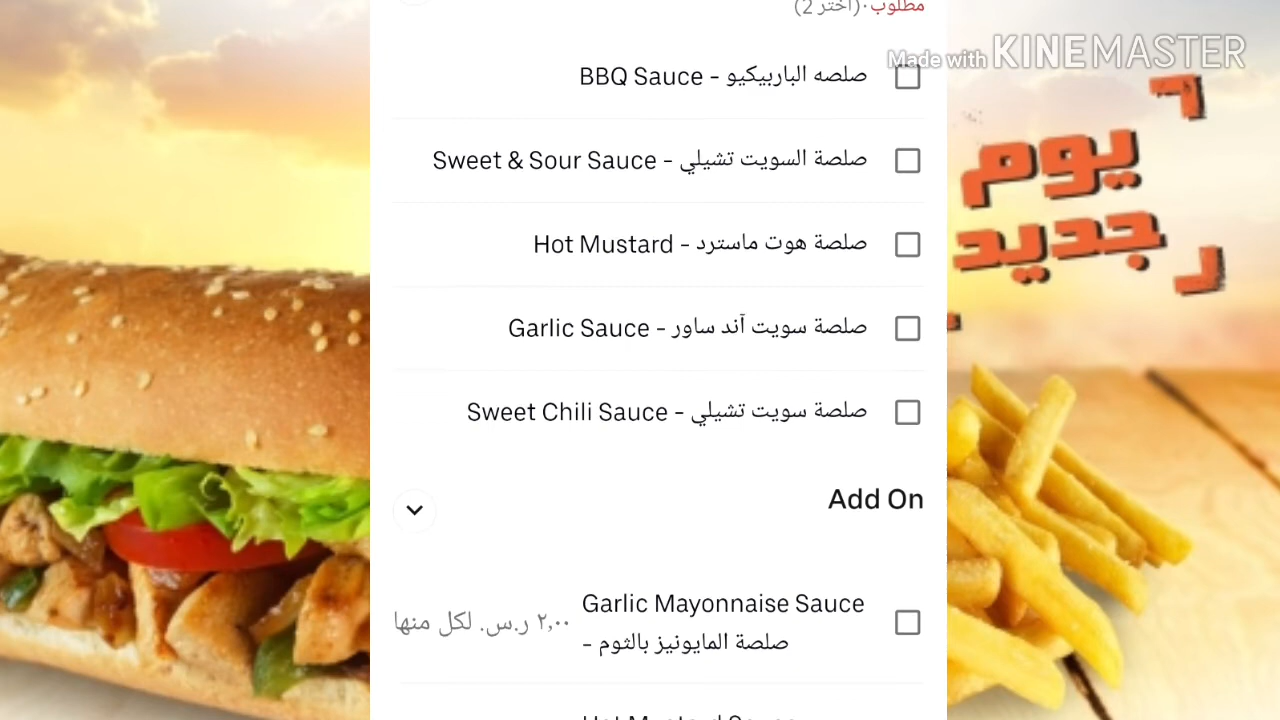 مطلوب٠(اختر 2)
Made with KINEMASTER
صلصه الباربيكيو - BBQ Sauce
صلصة السويت تشيلي - Sweet & Sour Sauce
صلصة هوت ماسترد - Hot Mustard
صلصة سويت آند ساور - Garlic Sauce
صلصة سويت تشيلي - Sweet Chili Sauce
Add On
Garlic Mayonnaise Sauce
صلصة المايونيز بالثوم -
٢,٠٠ ر.س. لكل منها
يوم
جديد